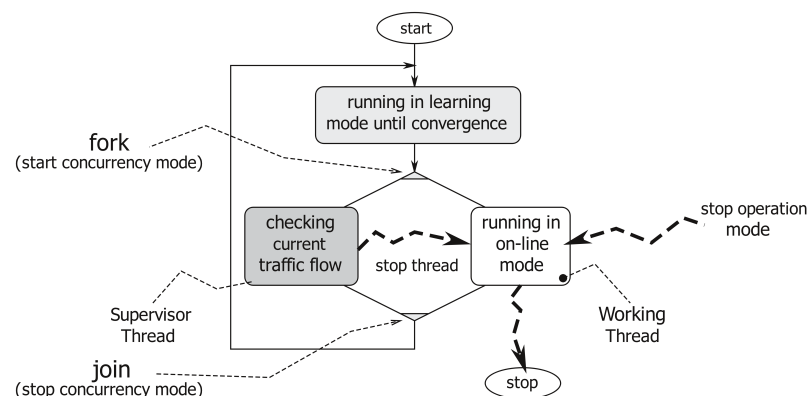 start
running in learning
mode until convergence
fork
(start concurrency mode)
checking
current
traffic flow
stop thread
running in
on-line
mode
stop operation
mode
Supervisor
Thread
Working
Thread
join
(stop concurrency mode)
stop